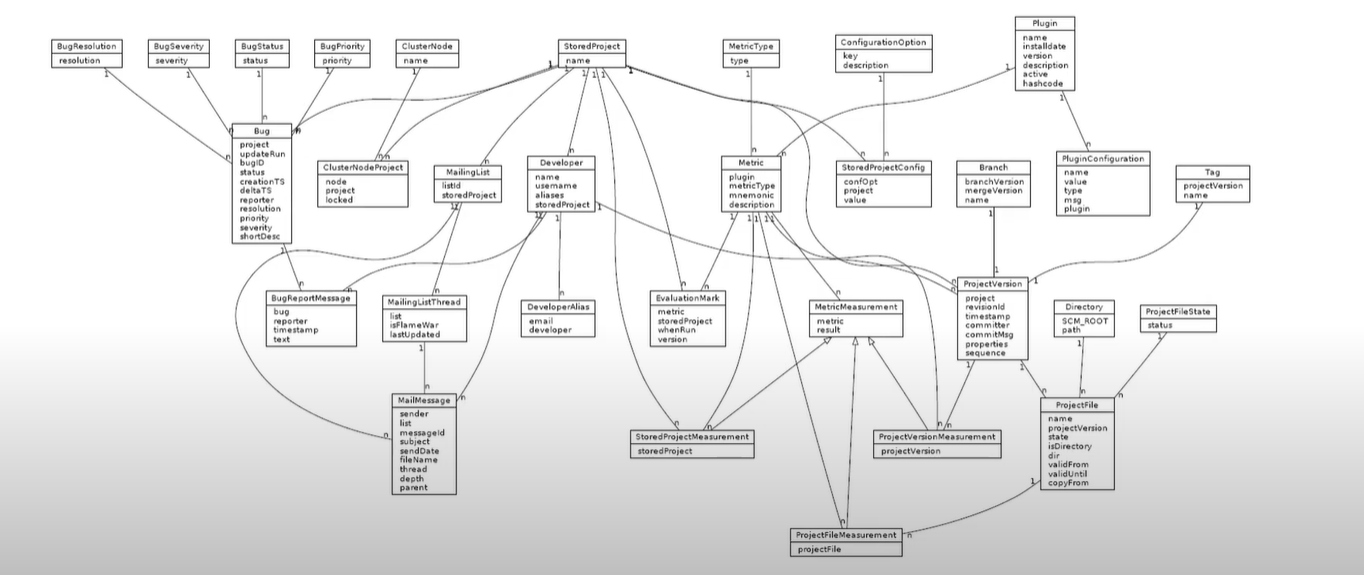 Plugin
name
installdate
version
description
active
hashcode
BugResolution
resolution
BugSeverity
severity
BugStatus
status
BugPriority
priority
ClusterNode
name
StoredProject
name
MetricType
type
ConfigurationOption
key
description
Bug
project
updateRun
bugID
status
creationTS
deltaTS
reporter
resolution
priority
severity
shortDesc
ClusterNodeProject
node
project
locked
MailingList
listId
storedProject
Developer
name
username
aliases
storedProject
Metric
plugin
metricType
mnemonic
description
StoredProjectConfig
confOpt
project
value
Branch
branchVersion
mergeVersion
name
PluginConfiguration
name
value
type
msg
plugin
Tag
projectVersion
name
BugReportMessage
bug
reporter
timestamp
text
MailingListThread
list
isFlameWar
lastUpdated
DeveloperAlias
email
developer
EvaluationMark
metric
storedProject
whenRun
version
MetricMeasurement
metric
result
ProjectVersion
project
revisionId
timestamp
committer
commitMsg
properties
sequence
Directory
SCM_ROOT
path
ProjectFileState
status
MailMessage
sender
list
messageId
subject
sendDate
fileName
thread
depth
parent
StoredProjectMeasurement
storedProject
ProjectVersionMeasurement
projectVersion
ProjectFile
name
projectVersion
state
isDirectory
dir
validFrom
validUntil
copyFrom
ProjectFileMeasurement
projectFile